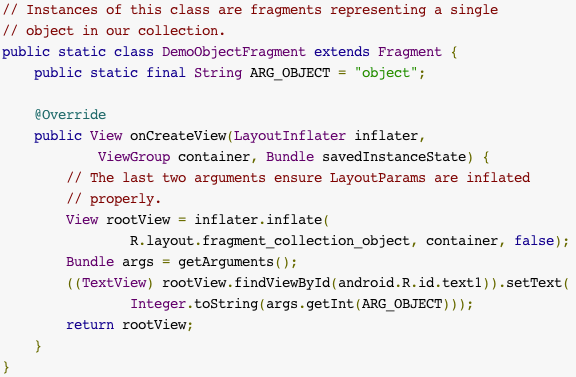 // Instances of this class are fragments representing a single
// object in our collection.
public static class DemoObjectFragment extends Fragment {
    public static final String ARG_OBJECT = "object";

    @Override
    public View onCreateView(LayoutInflater inflater,
            ViewGroup container, Bundle savedInstanceState) {
        // The last two arguments ensure LayoutParams are inflated
        // properly.
        View rootView = inflater.inflate(
                R.layout.fragment_collection_object, container, false);
        Bundle args = getArguments();
        ((TextView) rootView.findViewById(android.R.id.text1)).setText(
                Integer.toString(args.getInt(ARG_OBJECT)));
        return rootView;
    }
}